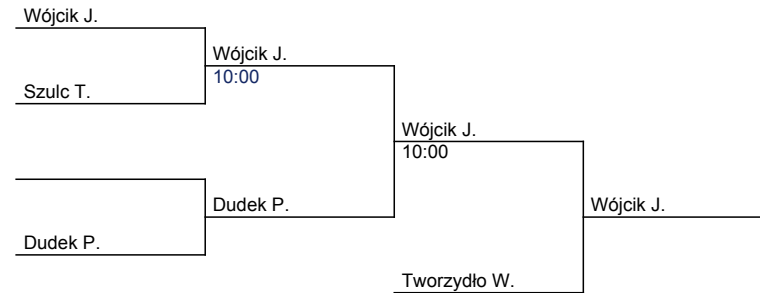 Wójcik J.
Wójcik J.
10:00
Szulc T.
Wójcik J.
10:00
Dudek P.
Wójcik J.
Dudek P.
Tworzydło W.